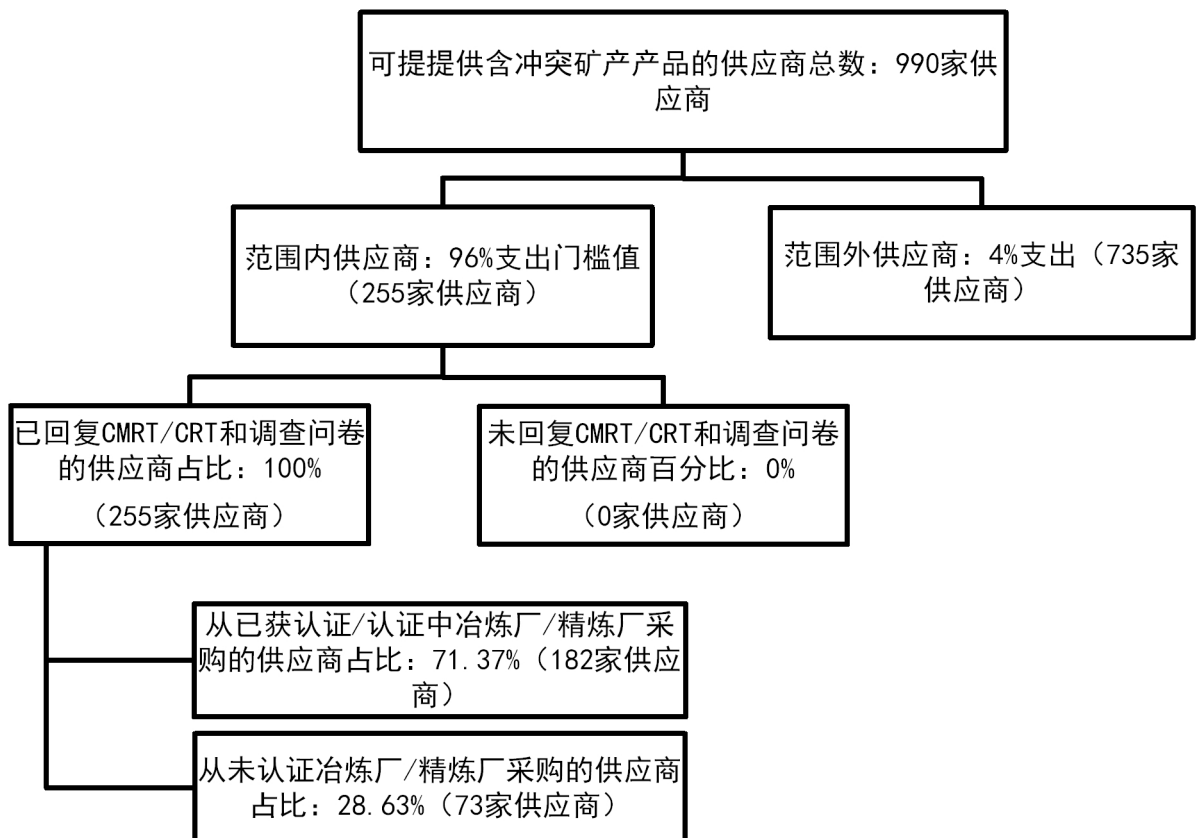 可提提供含冲突矿产产品的供应商总数：990家供
应商
范围内供应商：96%支出门槛值
（255家供应商）
范围外供应商：4%支出（735家
供应商）
已回复CMRT/CRT和调查问卷
的供应商占比：100%
（255家供应商）
未回复CMRT/CRT和调查问卷
的供应商百分比：0%
（0家供应商）
从已获认证/认证中冶炼厂/精炼厂采
购的供应商占比：71.37%（182家供应
商）
从未认证冶炼厂/精炼厂采购的供应商
占比：28.63%（73家供应商）